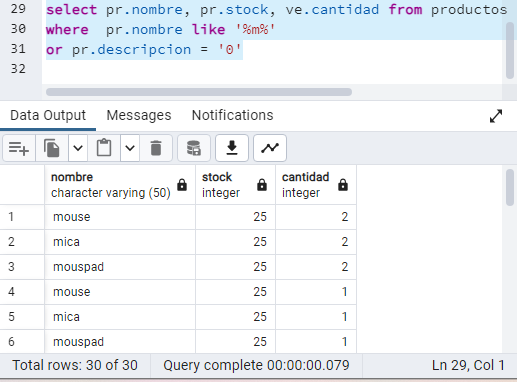 29 select pr.nombre, pr.stock, ve.cantidad from productos
30 where  pr.nombre like '%m%'
31 or pr.descripcion = '0'
32
Data Output Messages Notifications
nombre stock cantidad
character varying (50) integer integer
1 mouse 25 2
2 mica 25 2
3 mouspad 25 2
4 mouse 25 1
5 mica 25 1
6 mouspad 25 1
Total rows: 30 of 30 Query complete 00:00:00.079 Ln 29, Col 1